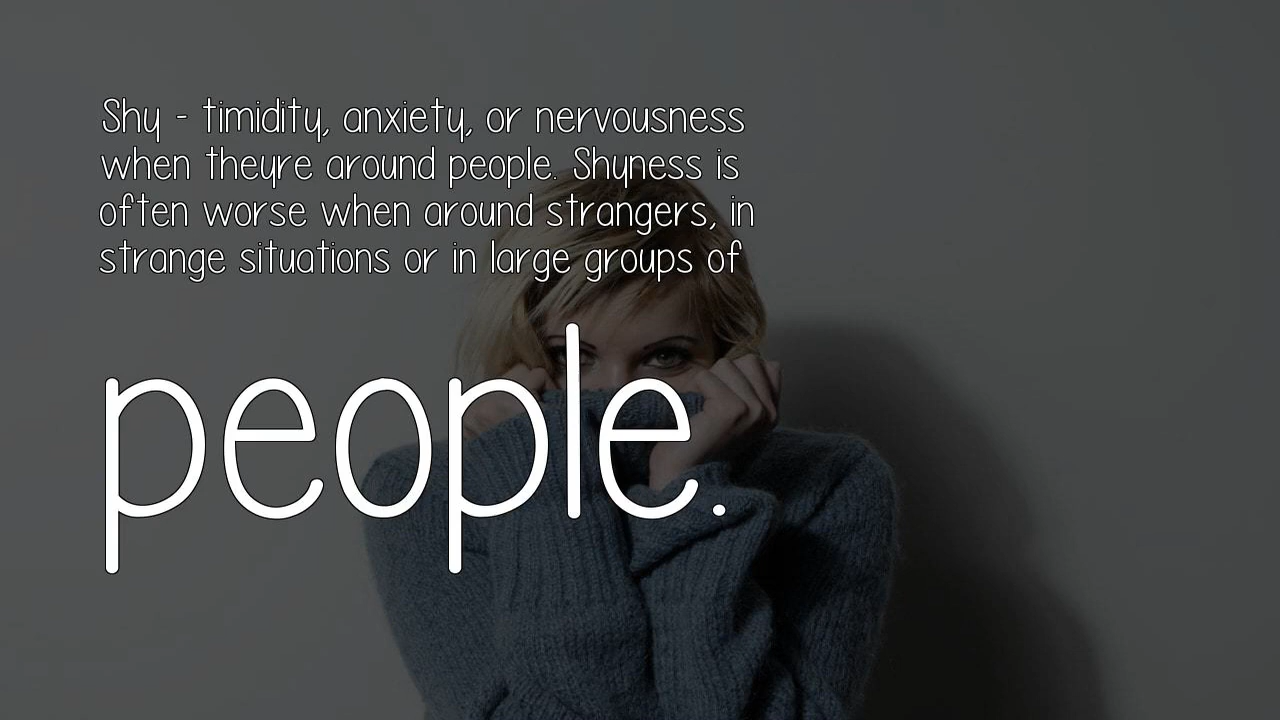 Shy - timidity, anxiety, or nervousness
when theyre around people. Shyness is
often worse when around strangers, in
strange situations or in large groups of
people.